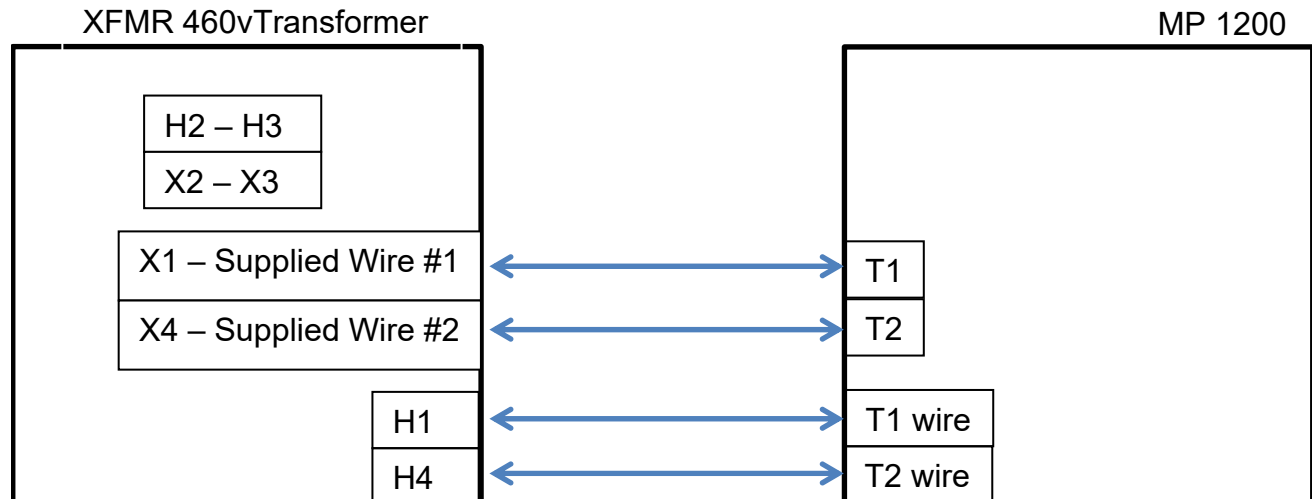 XFMR 460vTransformer
MP 1200
H2 – H3
X2 – X3
X1 – Supplied Wire #1
T1
X4 – Supplied Wire #2
T2
H1
T1 wire
H4
T2 wire